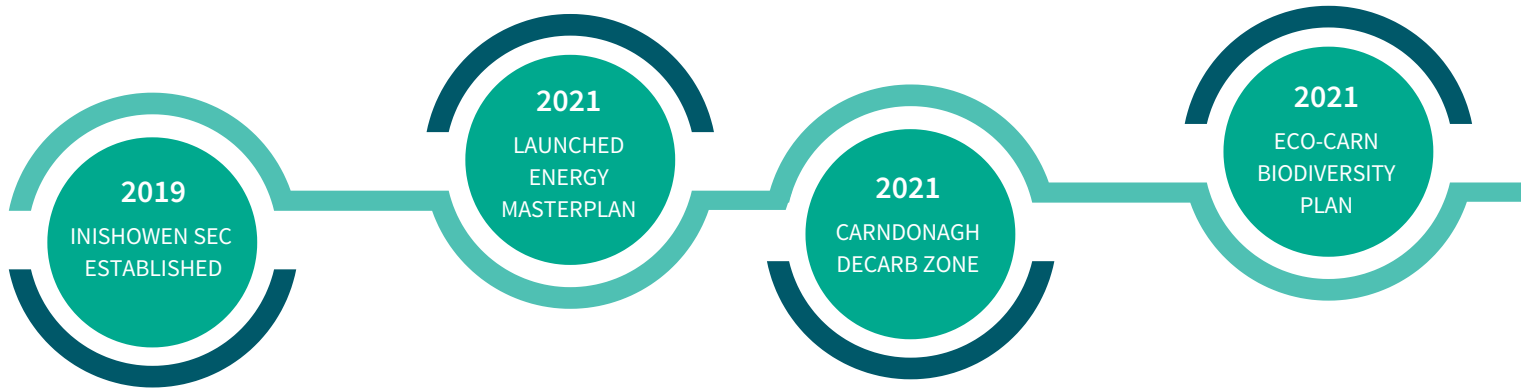 2019
INISHOWEN SEC
ESTABLISHED
2021
LAUNCHED
ENERGY
MASTERPLAN
2021
CARNDONAGH
DECARB ZONE
2021
ECO-CARN
BIODIVERSITY
PLAN